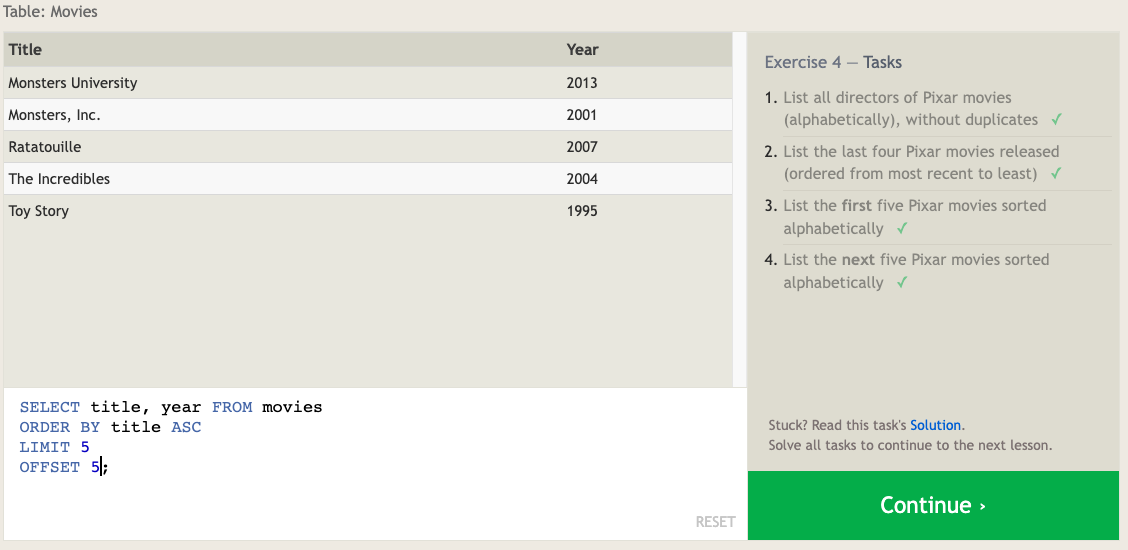 Table: Movies
Title Year
Monsters University 2013
Monsters, Inc. 2001
Ratatouille 2007
The Incredibles 2004
Toy Story 1995
SELECT title, year FROM movies
ORDER BY title ASC
LIMIT 5
OFFSET 5;
RESET
Exercise 4 — Tasks
1. List all directors of Pixar movies
(alphabetically), without duplicates ✓
2. List the last four Pixar movies released
(ordered from most recent to least) ✓
3. List the first five Pixar movies sorted
alphabetically ✓
4. List the next five Pixar movies sorted
alphabetically ✓
Stuck? Read this task's Solution.
Solve all tasks to continue to the next lesson.
Continue ›